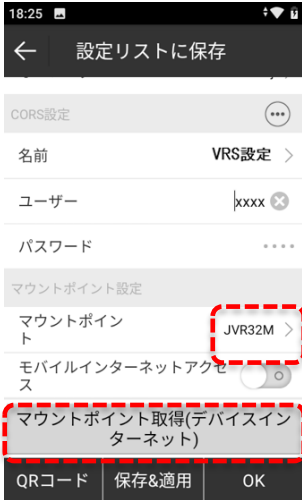 18:25
設定リストに保存
CORS設定
名前 VRS設定
ユーザー xxxx
パスワード ••••
マウントポイント設定
マウントポイン
ト
JVR32M
モバイルインターネットアクセ
ス
マウントポイント取得(デバイスイン
ターネット)
QRコード 保存&適用 OK